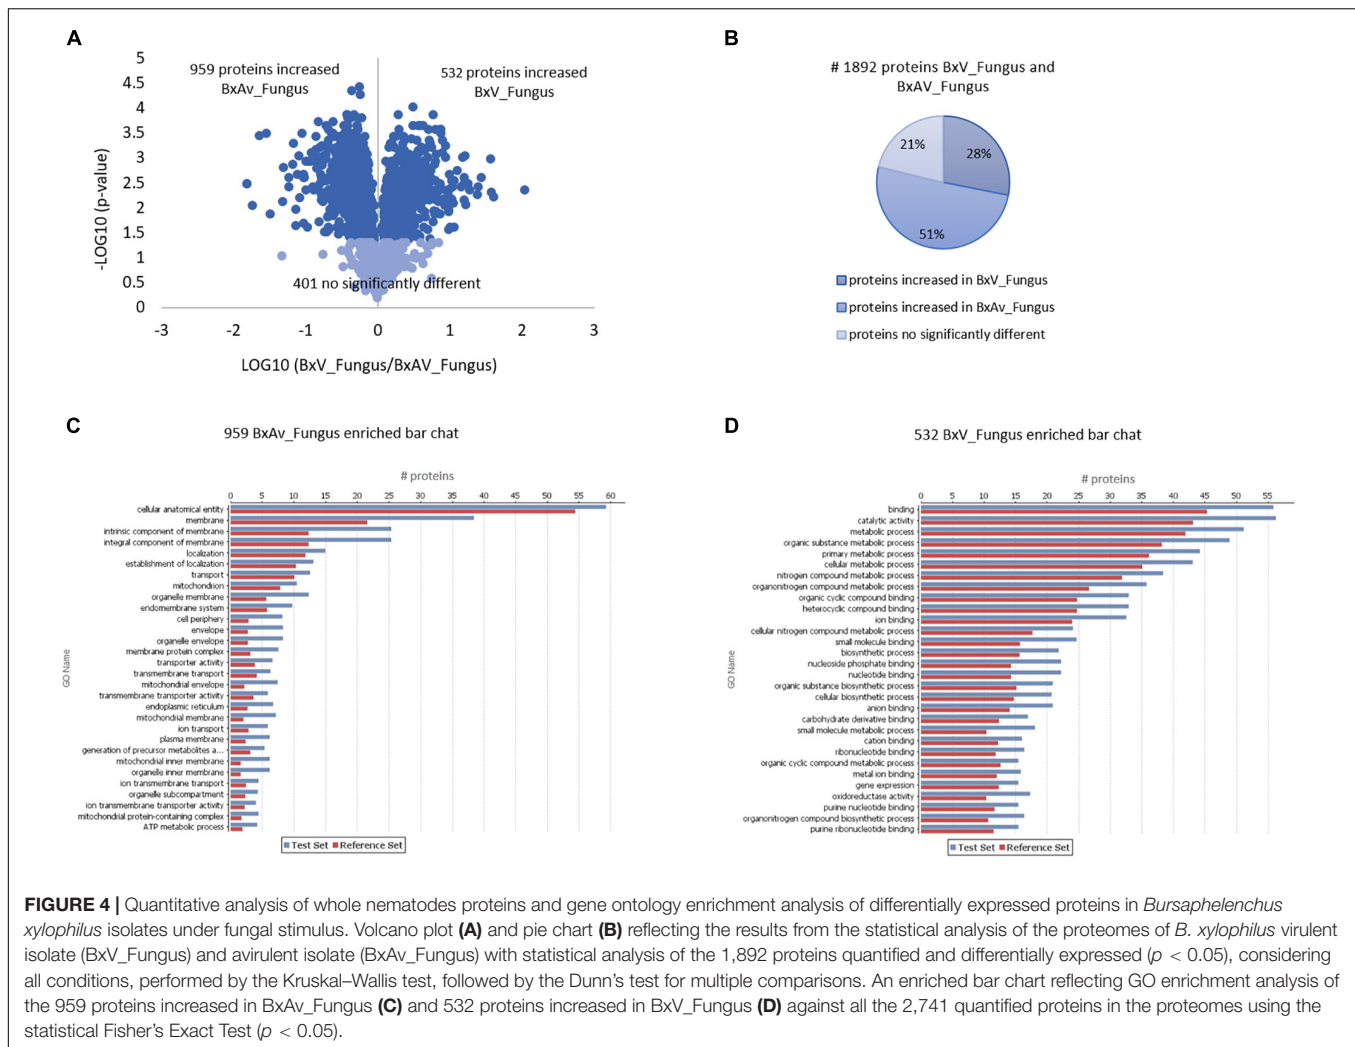 A
959 proteins increased
BxAv_Fungus
532 proteins increased
BxV_Fungus
-LOG10 (p-value)
5
4.5
4
3.5
3
2.5
2
1.5
1
0.5
0
401 no significantly different
-3
-2
-1
0
1
2
3
LOG10 (BxV_Fungus/BxAV_Fungus)
B
# 1892 proteins BxV_Fungus and
BxAV_Fungus
21%
28%
51%
proteins increased in BxV_Fungus
proteins increased in BxAv_Fungus
proteins no significantly different
C
959 BxAv_Fungus enriched bar chat
# proteins
0 5 10 15 20 25 30 35 40 45 50 55 60
GO Name
cellular anatomical entity
membrane
intrinsic component of membrane
integral component of membrane
localization
establishment of localization
transport
mitochondrion
organelle membrane
endomembrane system
cell periphery
envelope
organelle envelope
membrane protein complex
transporter activity
transmembrane transport
mitochondrial envelope
transmembrane transporter activity
endoplasmic reticulum
mitochondrial membrane
ion transport
plasma membrane
generation of precursor metabolites a...
mitochondrial inner membrane
organelle inner membrane
ion transmembrane transport
organelle subcompartment
ion transmembrane transporter activity
mitochondrial protein-containing complex
ATP metabolic process
Test Set Reference Set
D
532 BxV_Fungus enriched bar chat
# proteins
0 5 10 15 20 25 30 35 40 45 50 55
GO Name
binding
catalytic activity
metabolic process
organic substance metabolic process
primary metabolic process
cellular metabolic process
nitrogen compound metabolic process
organonitrogen compound metabolic process
organic cyclic compound binding
heterocyclic compound binding
ion binding
cellular nitrogen compound metabolic process
small molecule binding
biosynthetic process
nucleoside phosphate binding
nucleotide binding
organic substance biosynthetic process
cellular biosynthetic process
anion binding
carbohydrate derivative binding
small molecule metabolic process
cation binding
ribonucleotide binding
organic cyclic compound metabolic process
metal ion binding
gene expression
oxidoreductase activity
purine nucleotide binding
organonitrogen compound biosynthetic process
purine ribonucleotide binding
Test Set Reference Set
FIGURE 4 | Quantitative analysis of whole nematodes proteins and gene ontology enrichment analysis of differentially expressed proteins in Bursaphelenchus
xylophilus isolates under fungal stimulus. Volcano plot (A) and pie chart (B) reflecting the results from the statistical analysis of the proteomes of B. xylophilus virulent
isolate (BxV_Fungus) and avirulent isolate (BxAv_Fungus) with statistical analysis of the 1,892 proteins quantified and differentially expressed (p < 0.05), considering
all conditions, performed by the Kruskal–Wallis test, followed by the Dunn's test for multiple comparisons. An enriched bar chart reflecting GO enrichment analysis of
the 959 proteins increased in BxAv_Fungus (C) and 532 proteins increased in BxV_Fungus (D) against all the 2,741 quantified proteins in the proteomes using the
statistical Fisher's Exact Test (p < 0.05).